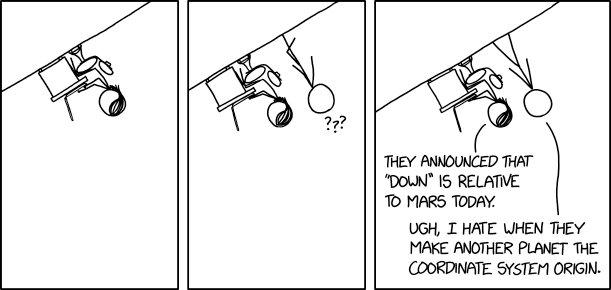 ???
THEY ANNOUNCED THAT
"DOWN" IS RELATIVE
TO MARS TODAY.
UGH, I HATE WHEN THEY
MAKE ANOTHER PLANET THE
COORDINATE SYSTEM ORIGIN.